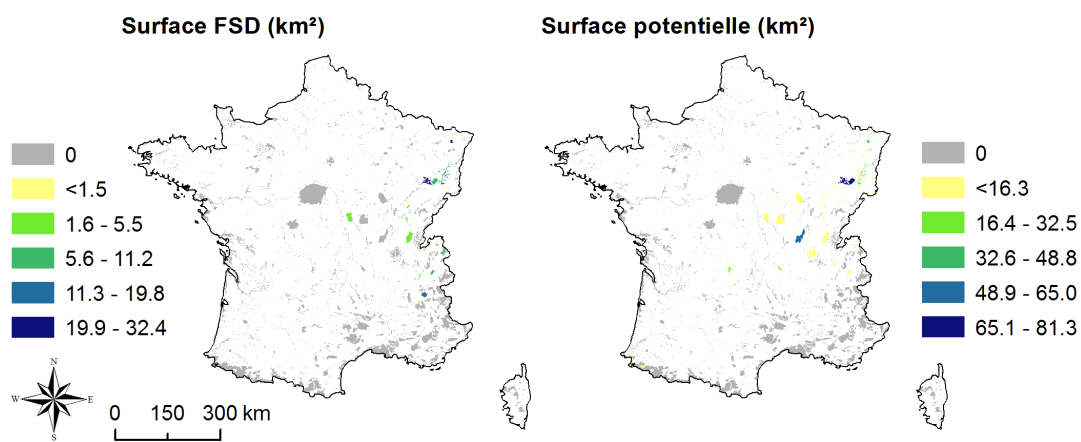 Surface FSD (km²)
Surface potentielle (km²)
0
<1.5
1.6 - 5.5
5.6 - 11.2
11.3 - 19.8
19.9 - 32.4
0
<16.3
16.4 - 32.5
32.6 - 48.8
48.9 - 65.0
65.1 - 81.3
N
W
E
S
0 150 300 km